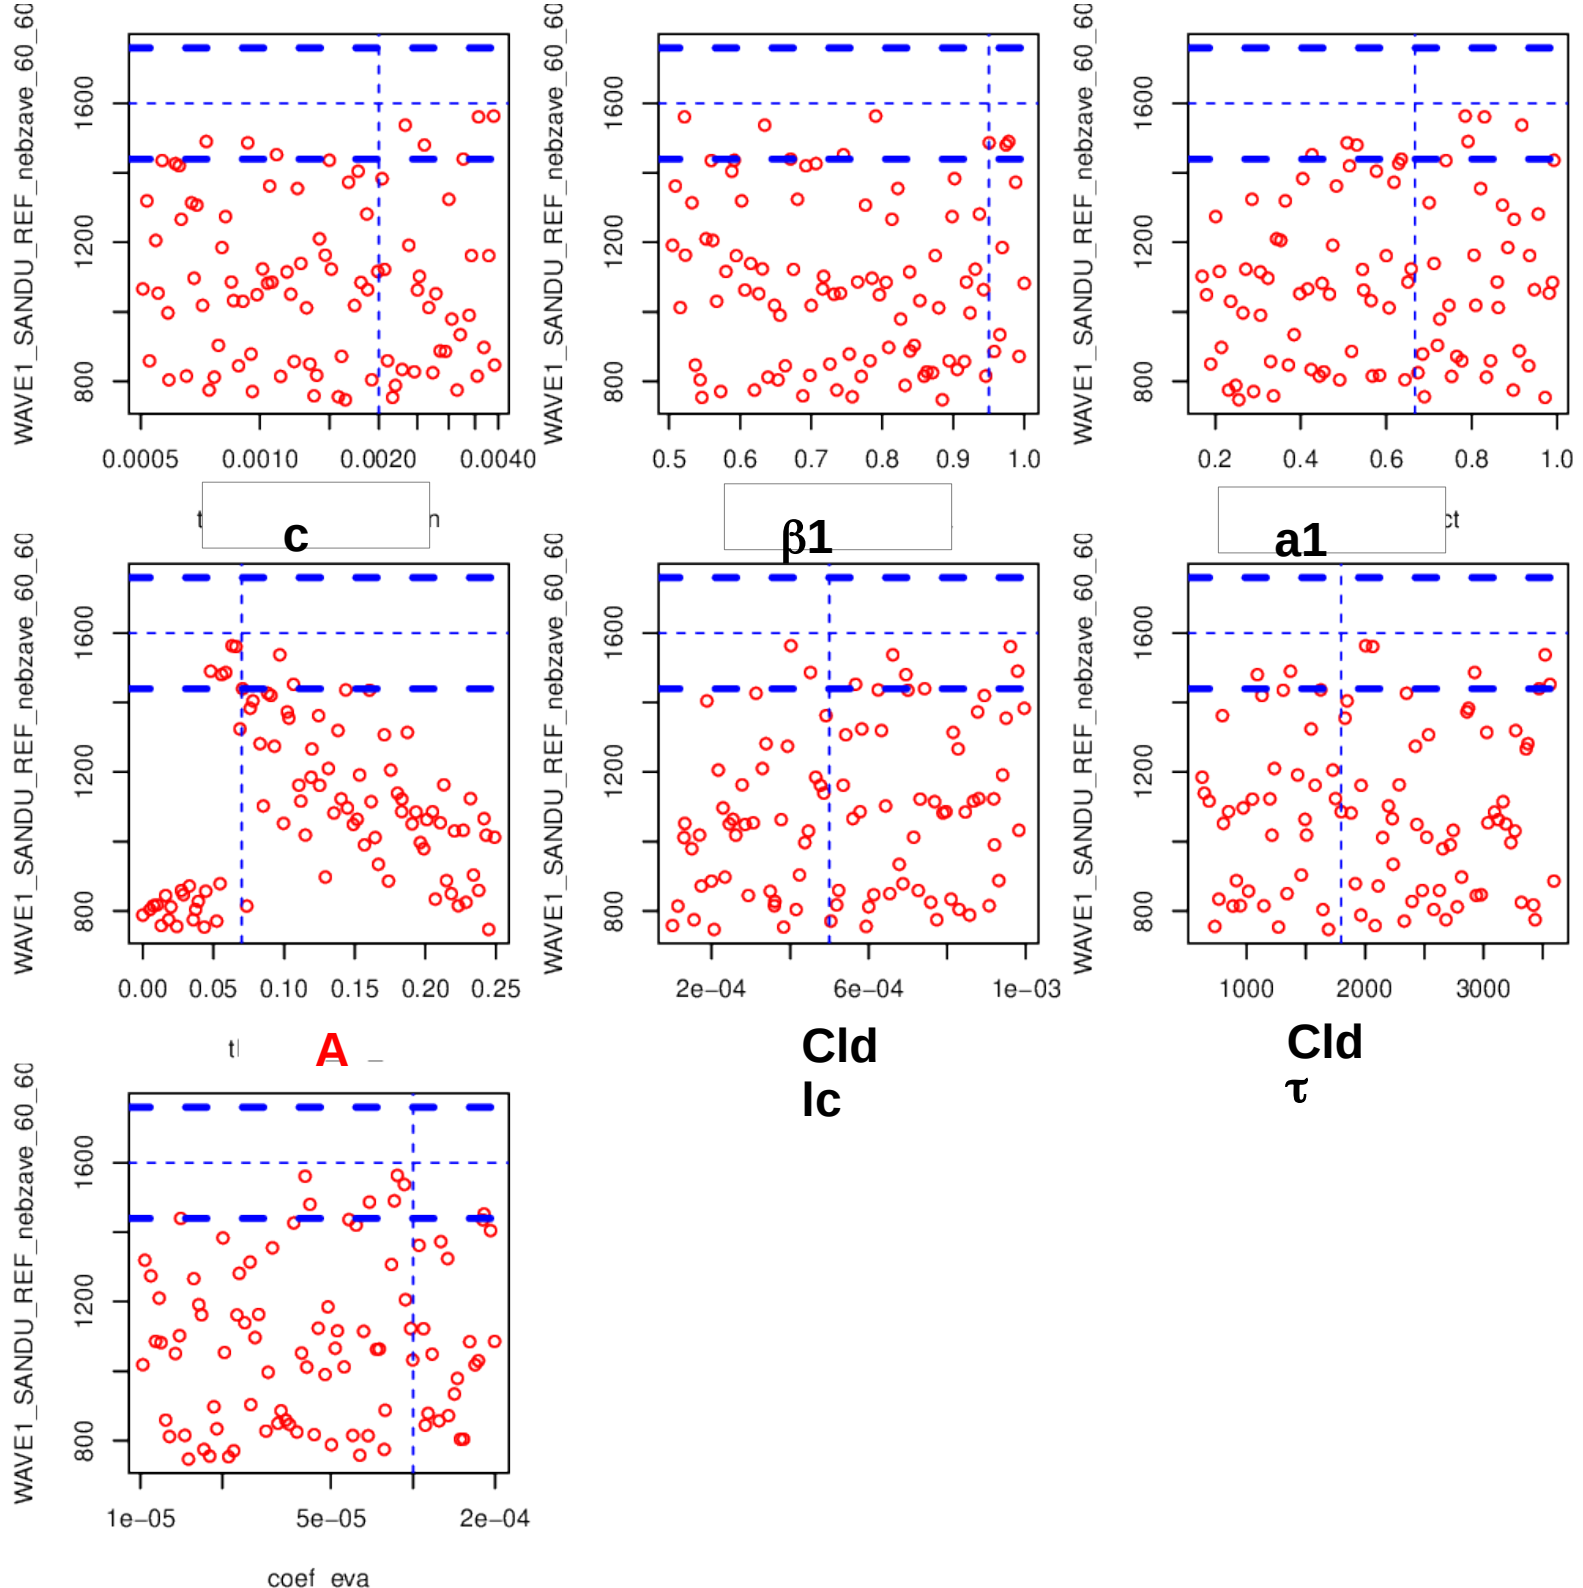 WAVE1_SANDU_REF_nebzave_60_60
800 1200 1600
0.0005 0.0010 0.0020 0.0040
c
WAVE1_SANDU_REF_nebzave_60_60
800 1200 1600
0.5 0.6 0.7 0.8 0.9 1.0
β1
WAVE1_SANDU_REF_nebzave_60_60
800 1200 1600
0.2 0.4 0.6 0.8 1.0
ct
a1
WAVE1_SANDU_REF_nebzave_60_60
800 1200 1600
0.00 0.05 0.10 0.15 0.20 0.25
A
WAVE1_SANDU_REF_nebzave_60_60
800 1200 1600
2e−04 6e−04 1e−03
Cld
lc
WAVE1_SANDU_REF_nebzave_60_60
800 1200 1600
1000 2000 3000
Cld
τ
WAVE1_SANDU_REF_nebzave_60_60
800 1200 1600
1e−05 5e−05 2e−04
coef_eva